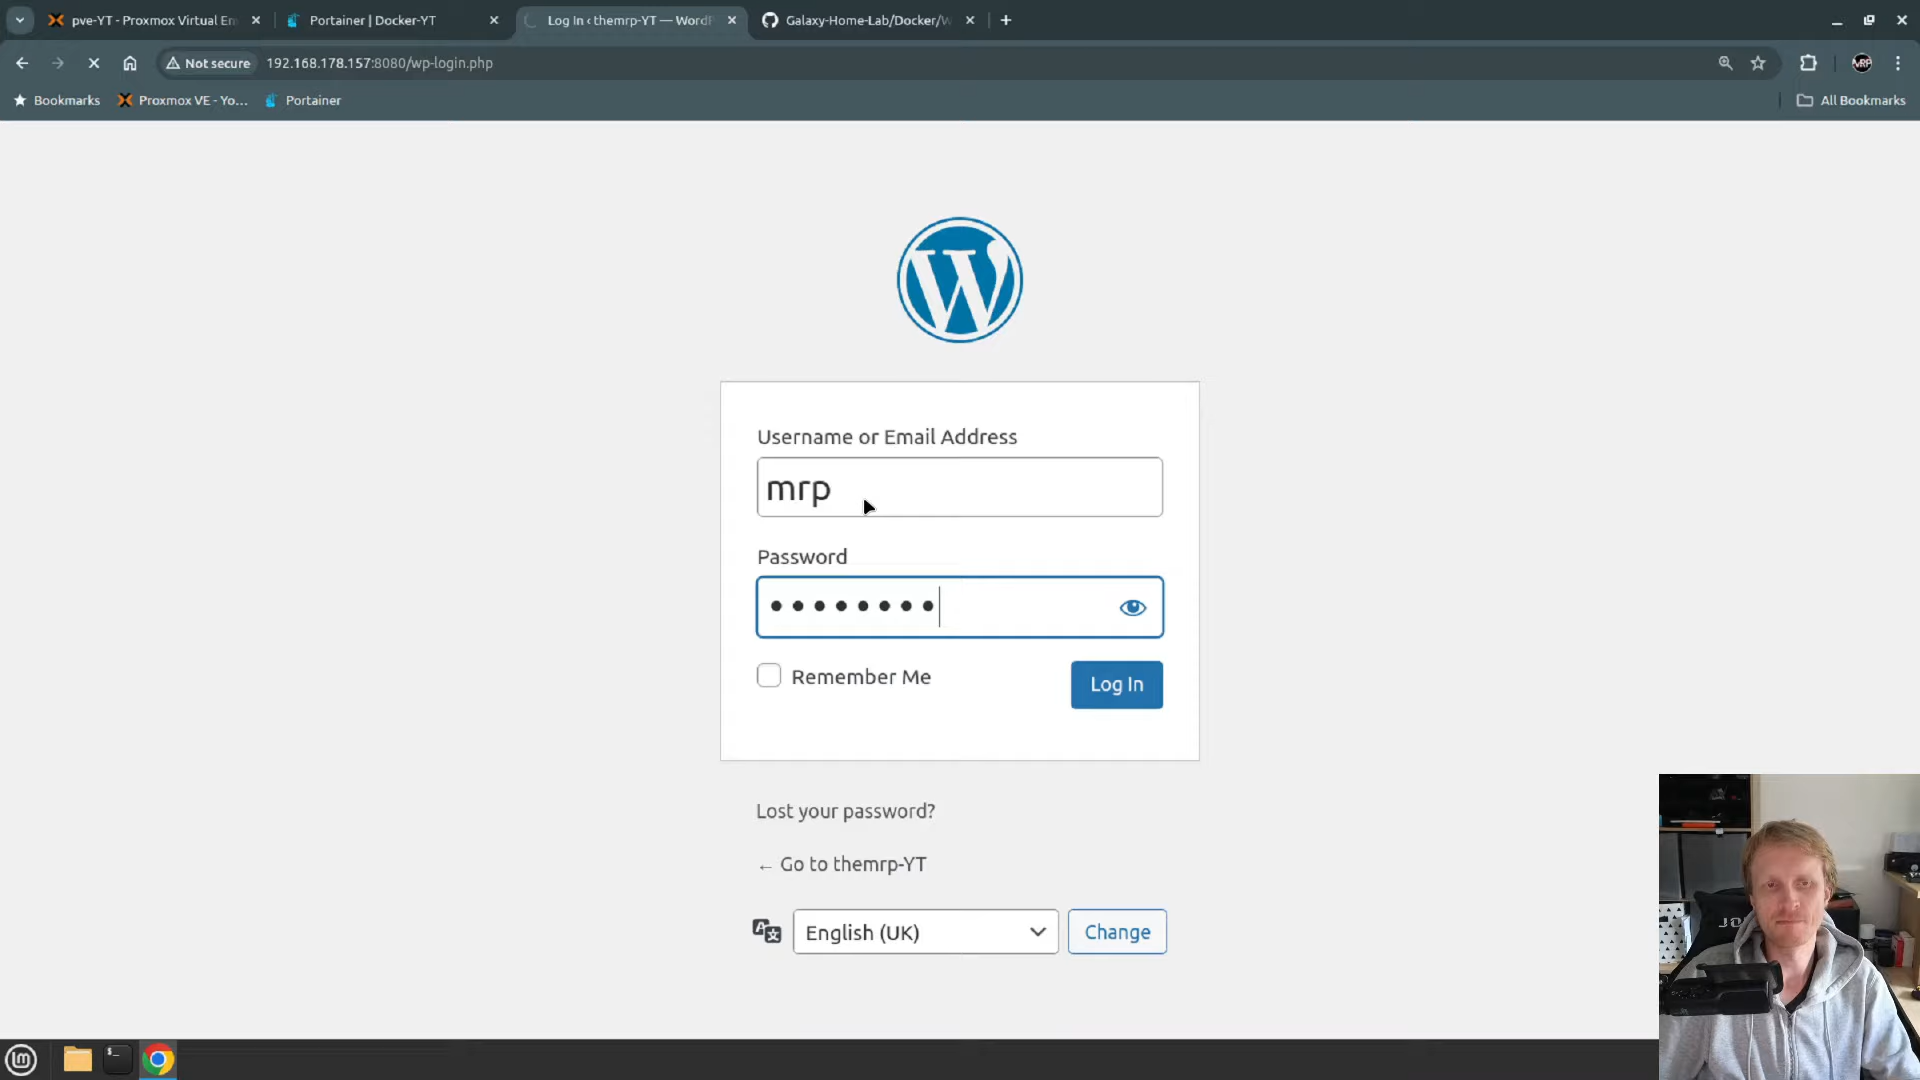 pve-YT - Proxmox Virtual En
Portainer | Docker-YT
Log In ‹ themrp-YT — WordP
Galaxy-Home-Lab/Docker/W
Not secure
192.168.178.157:8080/wp-login.php
MRP
Bookmarks
Proxmox VE - Yo...
Portainer
All Bookmarks
Username or Email Address
mrp
Password
Remember Me
Log In
Lost your password?
← Go to themrp-YT
English (UK)
Change